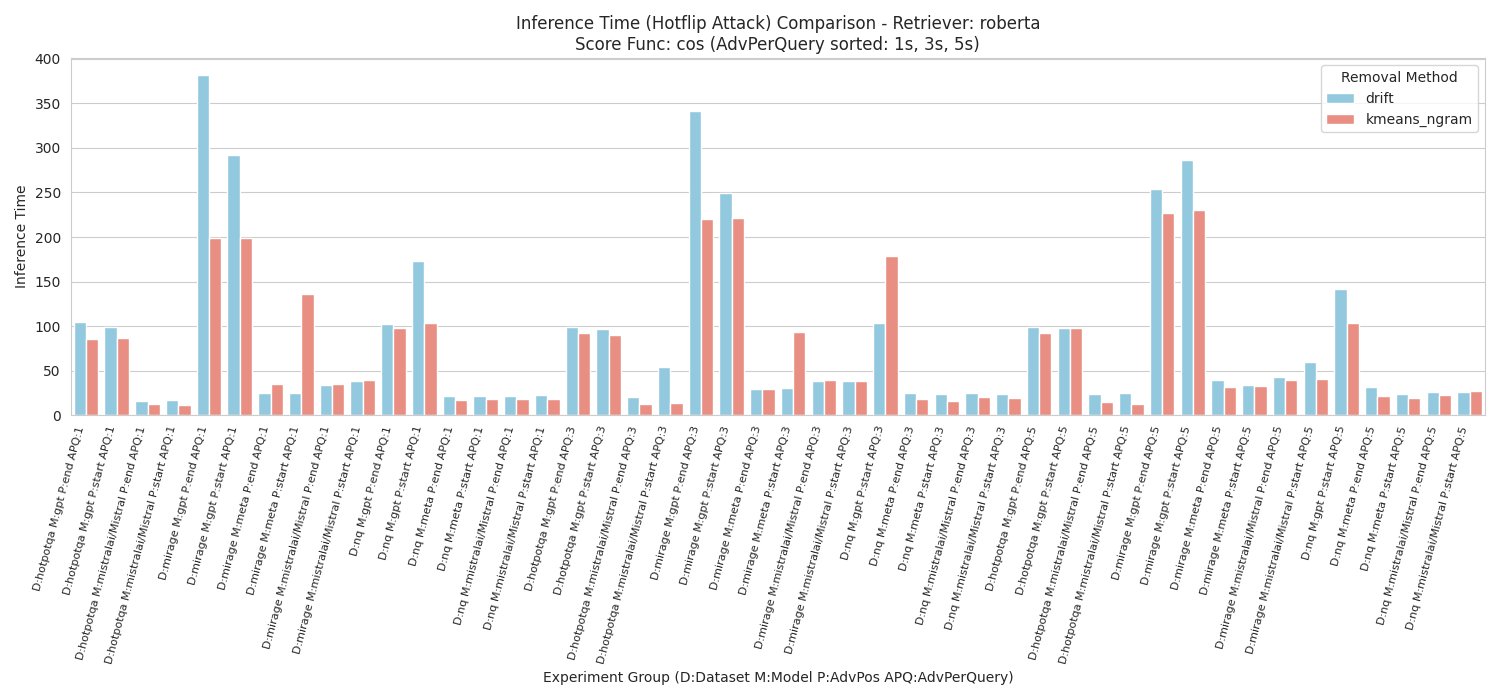 Inference Time (Hotflip Attack) Comparison - Retriever: roberta
Score Func: cos (AdvPerQuery sorted: 1s, 3s, 5s)
Removal Method
drift
kmeans_ngram
Inference Time
400
350
300
250
200
150
100
50
0
D:hotpotqa M:gpt P:end APQ:1
D:hotpotqa M:gpt P:start APQ:1
D:hotpotqa M:mistralai/Mistral P:end APQ:1
D:hotpotqa M:mistralai/Mistral P:start APQ:1
D:mirage M:gpt P:end APQ:1
D:mirage M:gpt P:start APQ:1
D:mirage M:meta P:end APQ:1
D:mirage M:meta P:start APQ:1
D:mirage M:mistralai/Mistral P:end APQ:1
D:mirage M:mistralai/Mistral P:start APQ:1
D:nq M:gpt P:end APQ:1
D:nq M:gpt P:start APQ:1
D:nq M:meta P:end APQ:1
D:nq M:meta P:start APQ:1
D:nq M:mistralai/Mistral P:end APQ:1
D:nq M:mistralai/Mistral P:start APQ:1
D:hotpotqa M:gpt P:end APQ:3
D:hotpotqa M:gpt P:start APQ:3
D:hotpotqa M:mistralai/Mistral P:end APQ:3
D:hotpotqa M:mistralai/Mistral P:start APQ:3
D:mirage M:gpt P:end APQ:3
D:mirage M:gpt P:start APQ:3
D:mirage M:meta P:end APQ:3
D:mirage M:meta P:start APQ:3
D:mirage M:mistralai/Mistral P:end APQ:3
D:mirage M:mistralai/Mistral P:start APQ:3
D:nq M:gpt P:start APQ:3
D:nq M:meta P:end APQ:3
D:nq M:meta P:start APQ:3
D:nq M:mistralai/Mistral P:end APQ:3
D:nq M:mistralai/Mistral P:start APQ:3
D:hotpotqa M:gpt P:end APQ:5
D:hotpotqa M:gpt P:start APQ:5
D:hotpotqa M:mistralai/Mistral P:end APQ:5
D:hotpotqa M:mistralai/Mistral P:start APQ:5
D:mirage M:gpt P:end APQ:5
D:mirage M:gpt P:start APQ:5
D:mirage M:meta P:end APQ:5
D:mirage M:meta P:start APQ:5
D:mirage M:mistralai/Mistral P:end APQ:5
D:mirage M:mistralai/Mistral P:start APQ:5
D:nq M:gpt P:start APQ:5
D:nq M:meta P:end APQ:5
D:nq M:meta P:start APQ:5
D:nq M:mistralai/Mistral P:end APQ:5
D:nq M:mistralai/Mistral P:start APQ:5
Experiment Group (D:Dataset M:Model P:AdvPos APQ:AdvPerQuery)